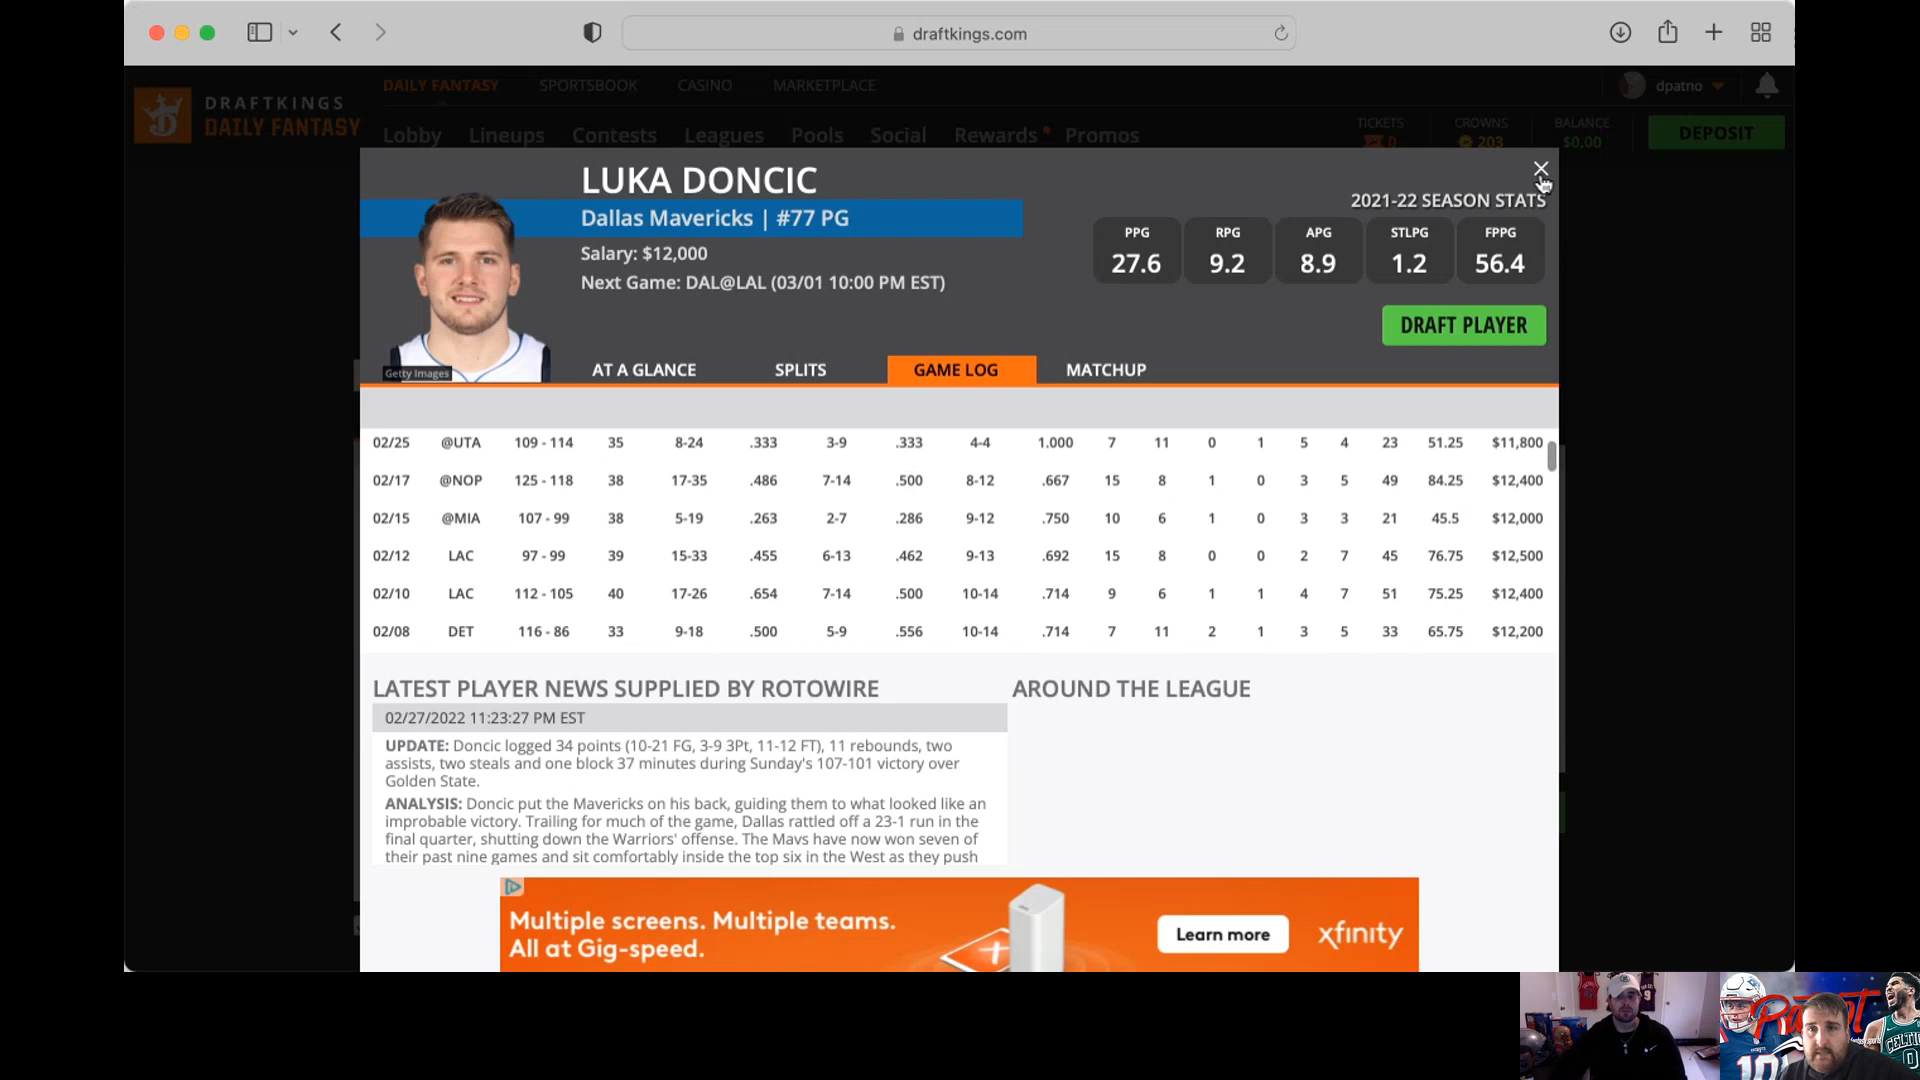 draftkings.com
DRAFTKINGS
DAILY FANTASY
DAILY FANTASY SPORTSBOOK CASINO MARKETPLACE
dpatno
Lobby Lineups Contests Leagues Pools Social Rewards Promos
TICKETS CROWNS BALANCE
0 203 $0.00
DEPOSIT
LUKA DONCIC
Dallas Mavericks | #77 PG
Salary: $12,000
Next Game: DAL@LAL (03/01 10:00 PM EST)
Getty Images
2021-22 SEASON STATS
PPG RPG APG STLPG FPPG
27.6 9.2 8.9 1.2 56.4
DRAFT PLAYER
AT A GLANCE SPLITS GAME LOG MATCHUP
02/25 @UTA 109 - 114 35 8-24 .333 3-9 .333 4-4 1.000 7 11 0 1 5 4 23 51.25 $11,800
02/17 @NOP 125 - 118 38 17-35 .486 7-14 .500 8-12 .667 15 8 1 0 3 5 49 84.25 $12,400
02/15 @MIA 107 - 99 38 5-19 .263 2-7 .286 9-12 .750 10 6 1 0 3 3 21 45.5 $12,000
02/12 LAC 97 - 99 39 15-33 .455 6-13 .462 9-13 .692 15 8 0 0 2 7 45 76.75 $12,500
02/10 LAC 112 - 105 40 17-26 .654 7-14 .500 10-14 .714 9 6 1 1 4 7 51 75.25 $12,400
02/08 DET 116 - 86 33 9-18 .500 5-9 .556 10-14 .714 7 11 2 1 3 5 33 65.75 $12,200
LATEST PLAYER NEWS SUPPLIED BY ROTOWIRE
AROUND THE LEAGUE
02/27/2022 11:23:27 PM EST
UPDATE: Doncic logged 34 points (10-21 FG, 3-9 3Pt, 11-12 FT), 11 rebounds, two
assists, two steals and one block 37 minutes during Sunday's 107-101 victory over
Golden State.
ANALYSIS: Doncic put the Mavericks on his back, guiding them to what looked like an
improbable victory. Trailing for much of the game, Dallas rattled off a 23-1 run in the
final quarter, shutting down the Warriors' offense. The Mavs have now won seven of
their past nine games and sit comfortably inside the top six in the West as they push
Multiple screens. Multiple teams.
All at Gig-speed.
Learn more
xfinity